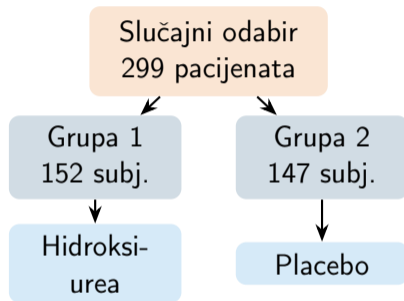 Slučajni odabir
299 pacijenata
Grupa 1
152 subj.
Grupa 2
147 subj.
Hidroksi-
urea
Placebo